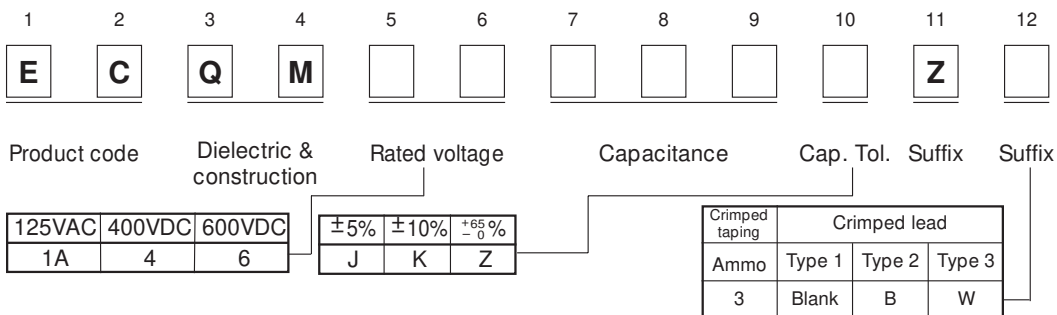 1 2 3 4 5 6 7 8 9 10 11 12
E C Q M Z
Product code Dielectric & construction Rated voltage Capacitance Cap. Tol. Suffix Suffix
125VAC 400VDC 600VDC
1A 4 6
±5% ±10% +65 − 0 %
J K Z
Crimped taping Crimped lead
Ammo Type 1 Type 2 Type 3
3 Blank B W